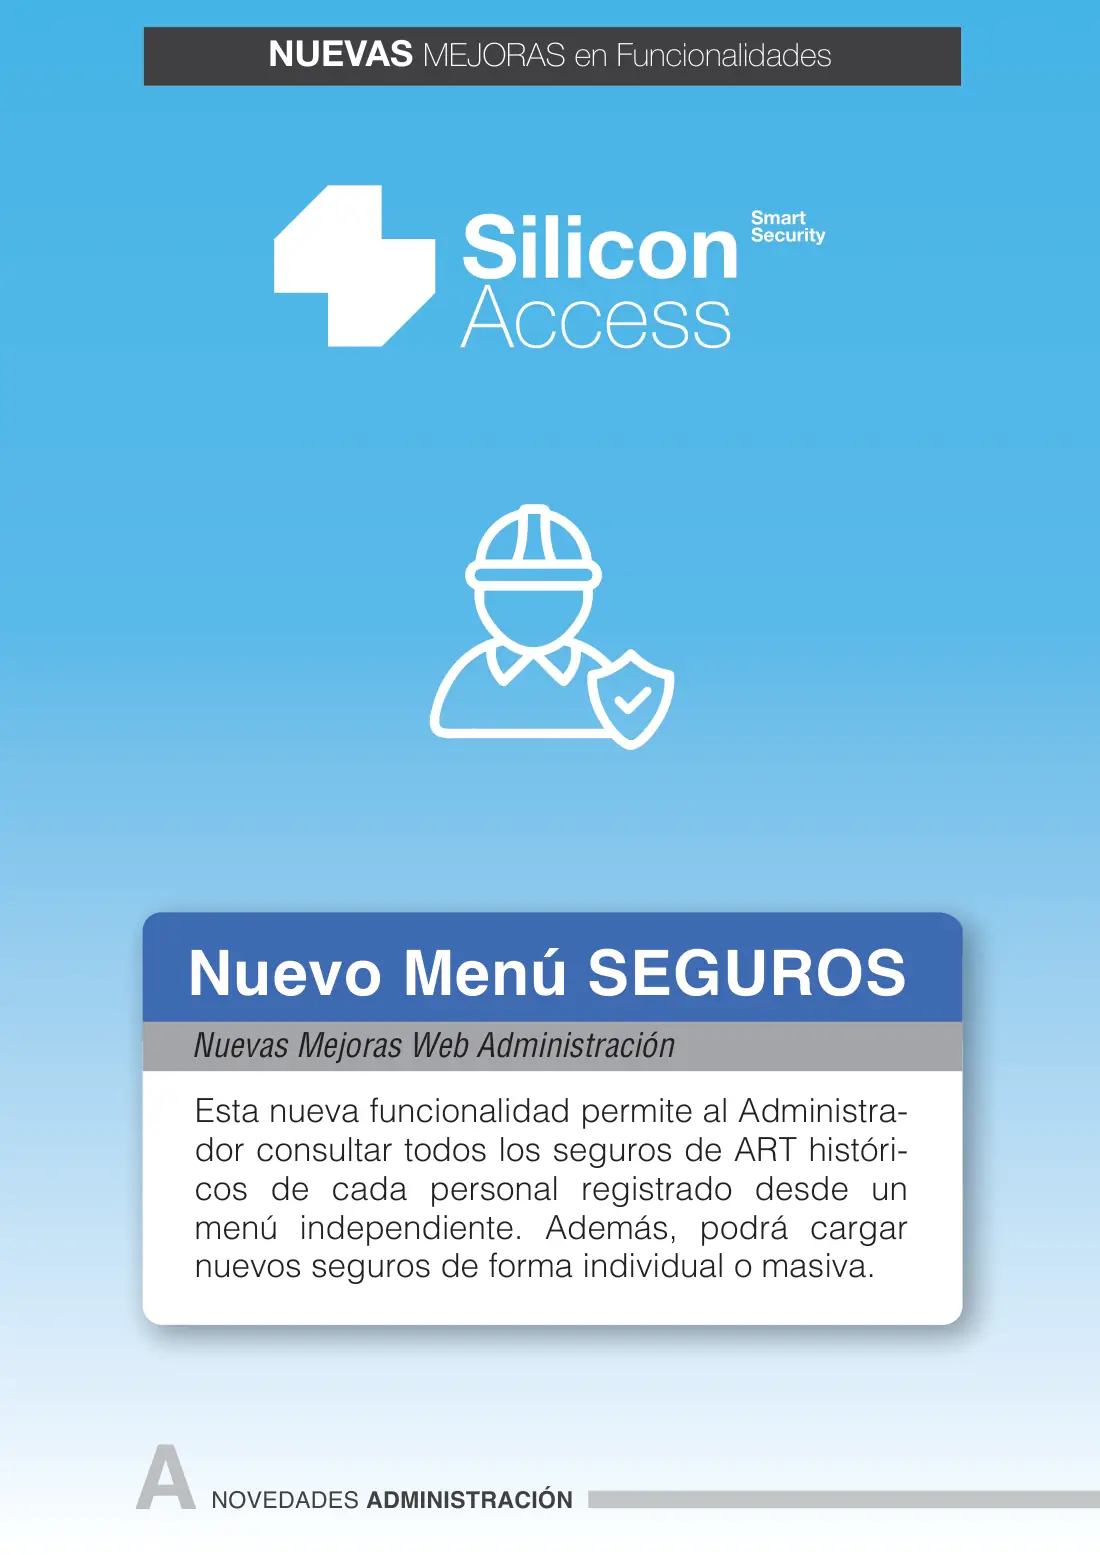 NUEVAS MEJORAS en Funcionalidades
Silicon
Access
Smart
Security
Nuevo Menú SEGUROS
Nuevas Mejoras Web Administración
Esta nueva funcionalidad permite al Administra-
dor consultar todos los seguros de ART históri-
cos de cada personal registrado desde un
menú independiente. Además, podrá cargar
nuevos seguros de forma individual o masiva.
A NOVEDADES ADMINISTRACIÓN